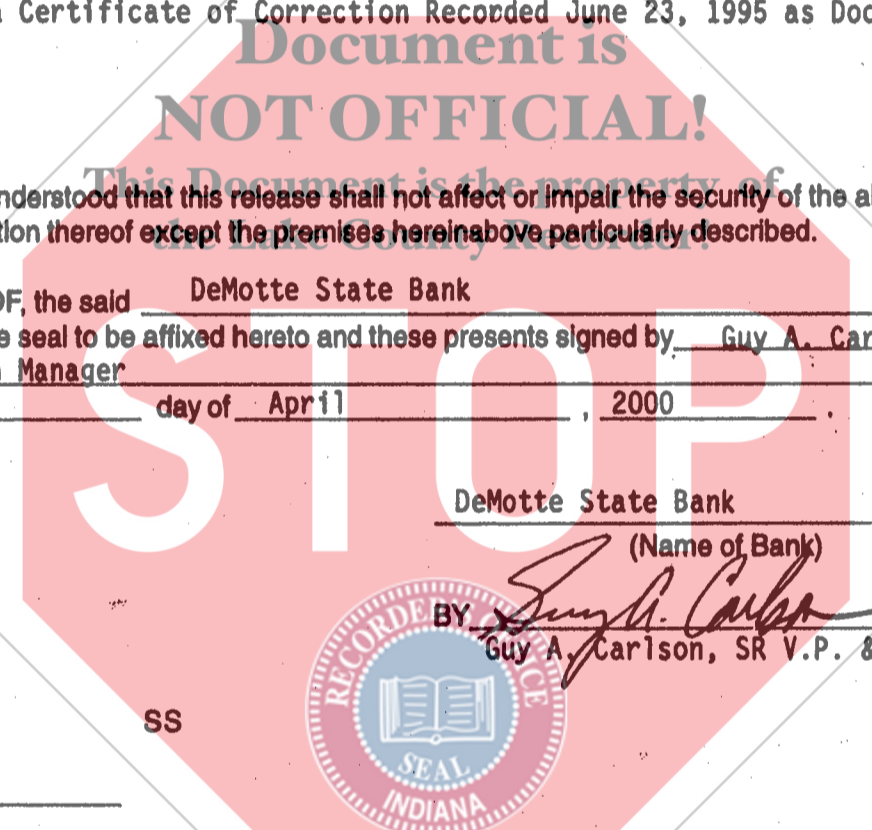 Certificate of Correction Recorded June 23, 1995 as Doc
Document is
NOT OFFICIAL!
This Document is the property of
the Lake County Recorder!
nderstood that this release shall not affect or impair the security of the a
tion thereof except the premises hereinabove particularly described.
OF, the said DeMotte State Bank
e seal to be affixed hereto and these presents signed by Guy A. Car
Manager
day of April , 2000 .
STOP
DeMotte State Bank
(Name of Bank)
BY Guy A. Carlson
Guy A. Carlson, SR V.P. &
RECORDER'S OFFICE
SEAL
INDIANA
SS